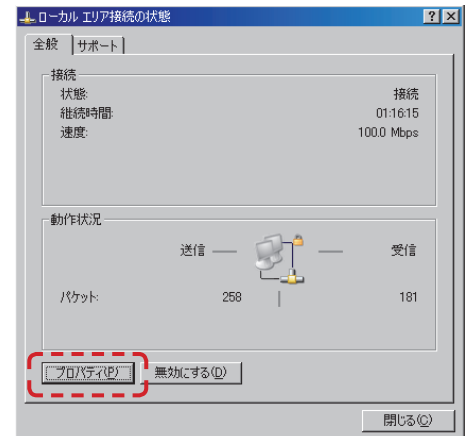 ローカル エリア接続の状態
全般 サポート
接続
状態: 接続
継続時間: 01:16:15
速度: 100.0 Mbps
動作状況
送信 受信
パケット: 258 181
プロパティ(P) 無効にする(D)
閉じる(C)